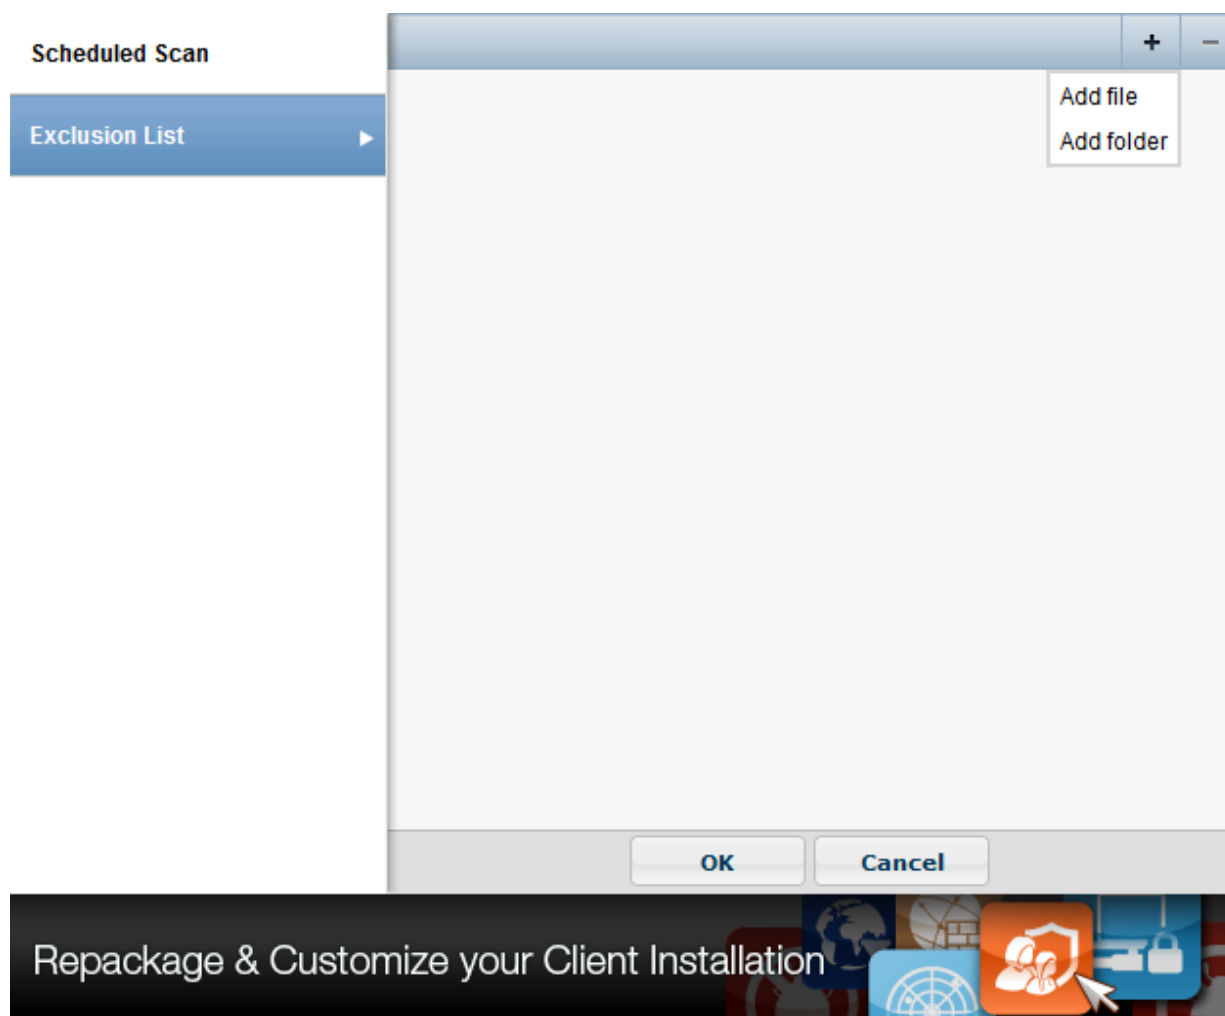 Scheduled Scan
+ −
Add file
Exclusion List
Add folder
OK Cancel
Repackage & Customize your Client Installation